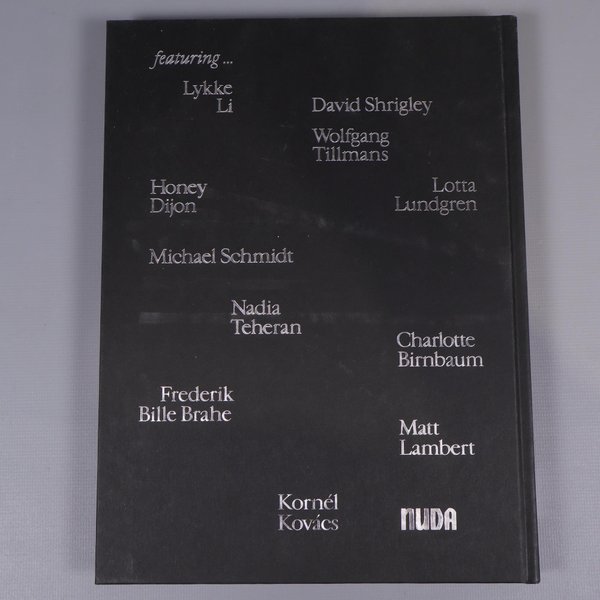 featuring ...
Lykke
Li
David Shrigley
Wolfgang
Tillmans
Honey
Dijon
Lotta
Lundgren
Michael Schmidt
Nadia
Teheran
Charlotte
Birnbaum
Frederik
Bille Brahe
Matt
Lambert
Kornél
Kovács
NUDA